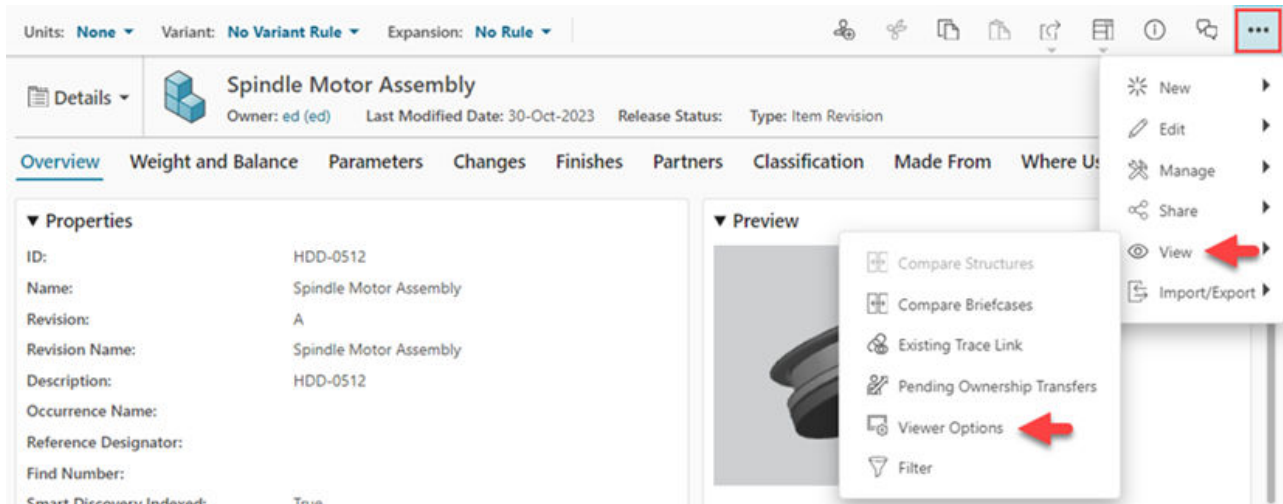 Units: None Variant: No Variant Rule Expansion: No Rule
Details
Spindle Motor Assembly
Owner: ed (ed) Last Modified Date: 30-Oct-2023 Release Status: Type: Item Revision
Overview Weight and Balance Parameters Changes Finishes Partners Classification Made From Where Us
Properties
ID: HDD-0512
Name: Spindle Motor Assembly
Revision: A
Revision Name: Spindle Motor Assembly
Description: HDD-0512
Occurrence Name:
Reference Designator:
Find Number:
Smart Discovery Indexed: True
Preview
Compare Structures
Compare Briefcases
Existing Trace Link
Pending Ownership Transfers
Viewer Options
Filter
New
Edit
Manage
Share
View
Import/Export